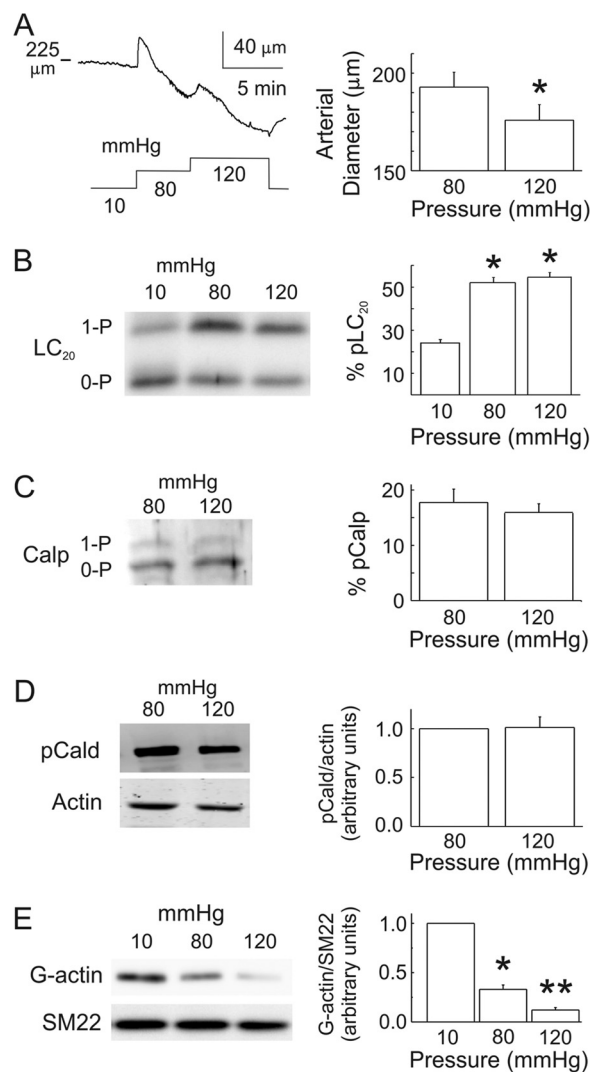 A
225
μm
40 μm
5 min
mmHg
10
80
120
Arterial
Diameter (μm)
200
150
*
80 120
Pressure (mmHg)
B
mmHg
10 80 120
LC20
1-P
0-P
% pLC20
50
30
10
* *
10 80 120
Pressure (mmHg)
C
mmHg
80 120
Calp
1-P
0-P
% pCalp
20
10
0
80 120
Pressure (mmHg)
D
mmHg
80 120
pCald
Actin
pCald/actin
(arbitrary units)
1.0
0.5
0.0
80 120
Pressure (mmHg)
E
mmHg
10 80 120
G-actin
SM22
G-actin/SM22
(arbitrary units)
1.0
0.5
0.0
* **
10 80 120
Pressure (mmHg)